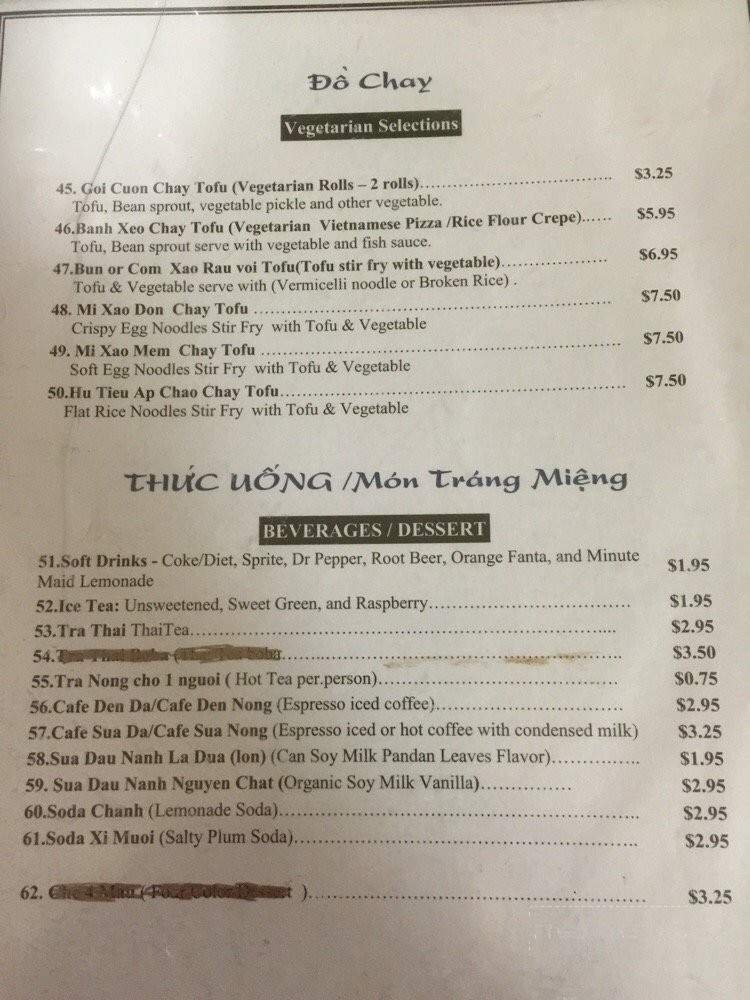 Đồ Chay
Vegetarian Selections
45. Goi Cuon Chay Tofu (Vegetarian Rolls – 2 rolls)........................................ $3.25
Tofu, Bean sprout, vegetable pickle and other vegetable.
46.Banh Xeo Chay Tofu (Vegetarian Vietnamese Pizza /Rice Flour Crepe)...... $5.95
Tofu, Bean sprout serve with vegetable and fish sauce.
47.Bun or Com Xao Rau voi Tofu(Tofu stir fry with vegetable)........................ $6.95
Tofu & Vegetable serve with (Vermicelli noodle or Broken Rice) .
48. Mi Xao Don Chay Tofu ........................................................................ $7.50
Crispy Egg Noodles Stir Fry with Tofu & Vegetable
49. Mi Xao Mem Chay Tofu ....................................................................... $7.50
Soft Egg Noodles Stir Fry with Tofu & Vegetable
50.Hu Tieu Ap Chao Chay Tofu.................................................................... $7.50
Flat Rice Noodles Stir Fry with Tofu & Vegetable
THỨC UỐNG /Món Tráng Miệng
BEVERAGES / DESSERT
51.Soft Drinks - Coke/Diet, Sprite, Dr Pepper, Root Beer, Orange Fanta, and Minute $1.95
Maid Lemonade
52.Ice Tea: Unsweetened, Sweet Green, and Raspberry.................................. $1.95
53.Tra Thai ThaiTea........................................................................ $2.95
54.Tra Thai Boba (Thai Tea boba......................................................... $3.50
55.Tra Nong cho 1 nguoi ( Hot Tea per.person)........................................ $0.75
56.Cafe Den Da/Cafe Den Nong (Espresso iced coffee)................................ $2.95
57.Cafe Sua Da/Cafe Sua Nong (Espresso iced or hot coffee with condensed milk) $3.25
58.Sua Dau Nanh La Dua (lon) (Can Soy Milk Pandan Leaves Flavor)............... $1.95
59. Sua Dau Nanh Nguyen Chat (Organic Soy Milk Vanilla)............... $2.95
60.Soda Chanh (Lemonade Soda)............................................................. $2.95
61.Soda Xi Muoi (Salty Plum Soda).......................................................... $2.95
62. Che 4 Mau ( Four Color Dessert )......................................................... $3.25